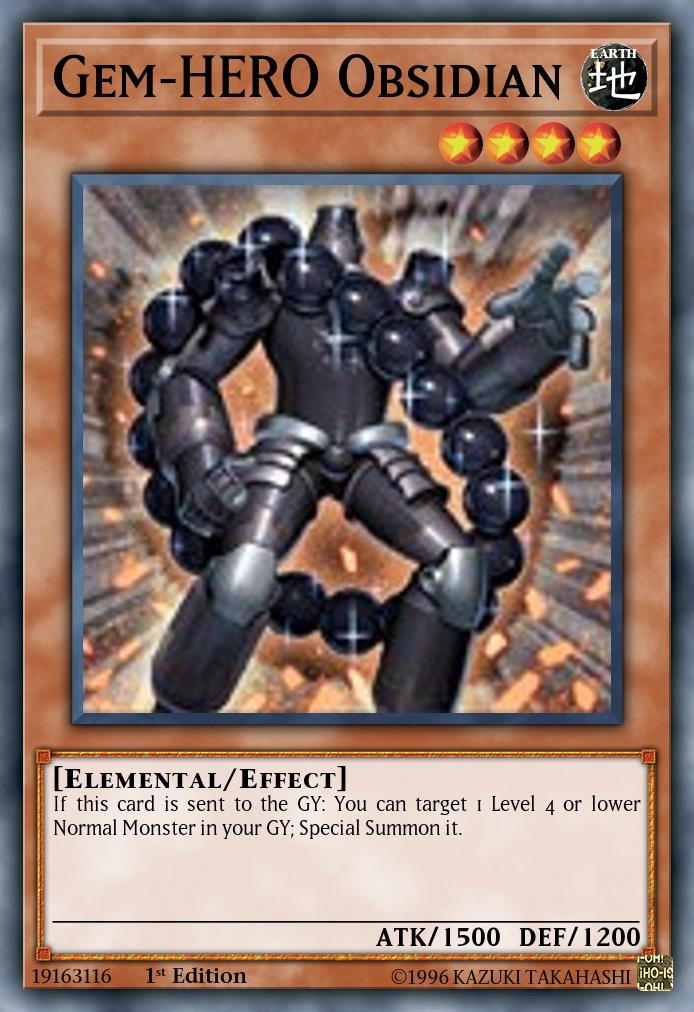 Gem-HERO Obsidian
EARTH
地
[Elemental/Effect]
If this card is sent to the GY: You can target 1 Level 4 or lower
Normal Monster in your GY; Special Summon it.
ATK/1500 DEF/1200
19163116 1st Edition ©1996 KAZUKI TAKAHASHI